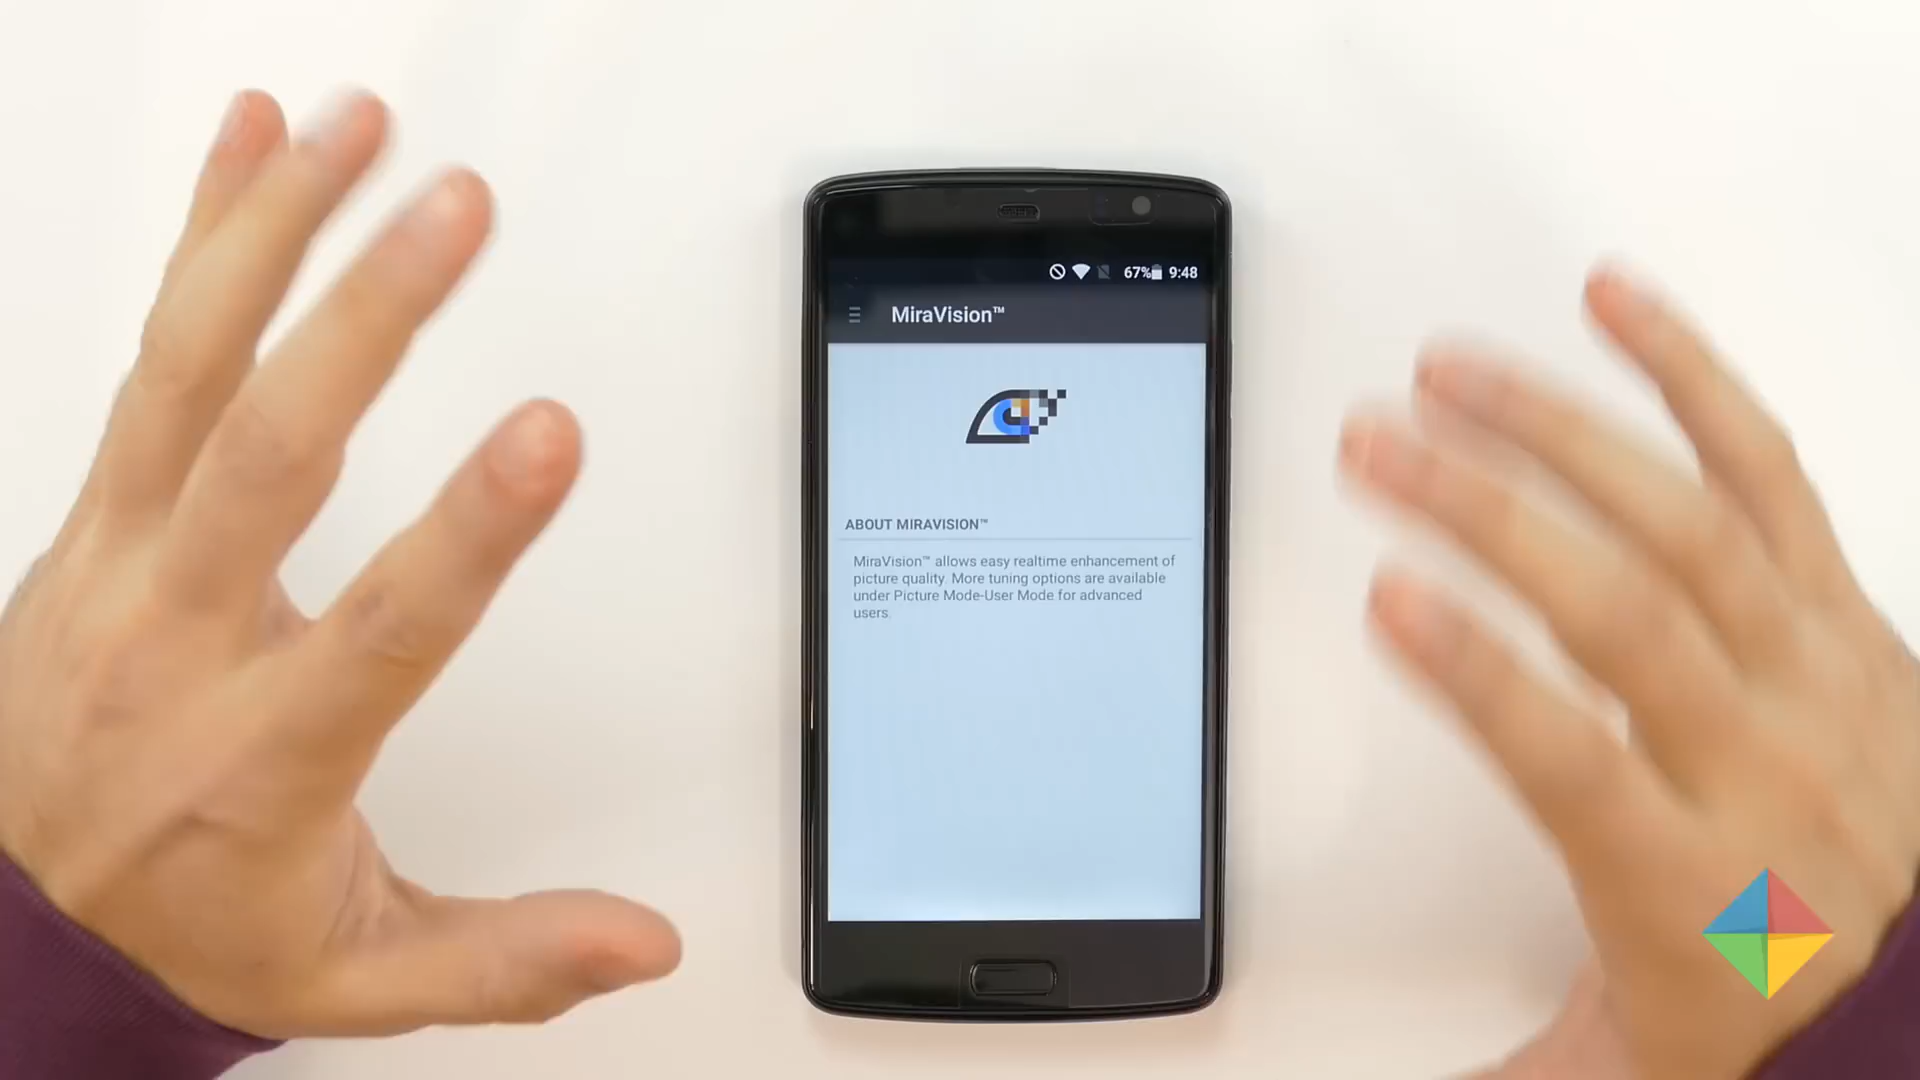 67% 9:48
MiraVision™
ABOUT MIRAVISION™
MiraVision™ allows easy realtime enhancement of
picture quality. More tuning options are available
under Picture Mode-User Mode for advanced
users.